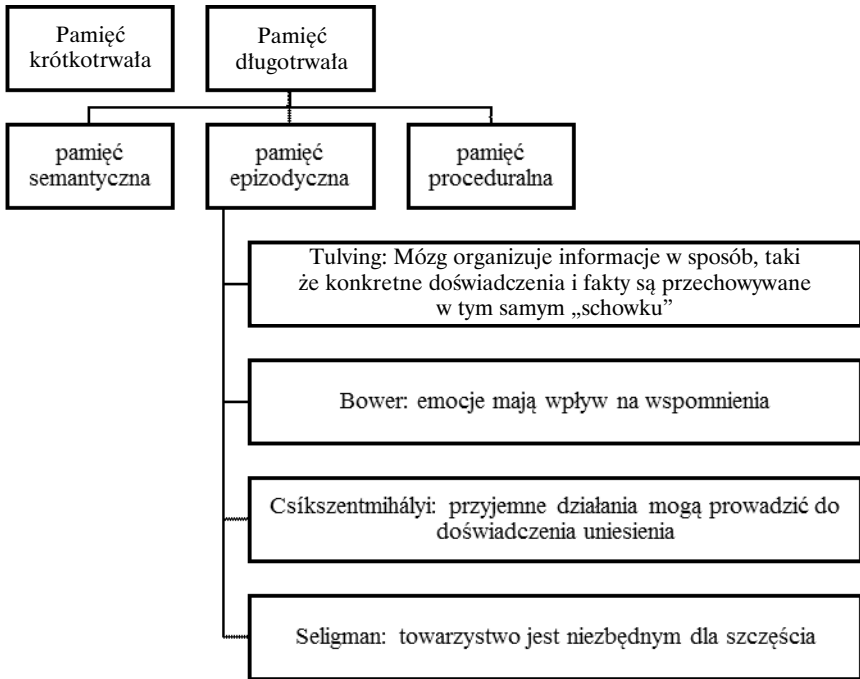 Pamięć
krótkotrwała
Pamięć
długotrwała
pamięć
semantyczna
pamięć
epizodyczna
pamięć
proceduralna
Tulving: Mózg organizuje informacje w sposób, taki
że konkretne doświadczenia i fakty są przechowywane
w tym samym „schowku”
Bower: emocje mają wpływ na wspomnienia
Csíkszentmihályi: przyjemne działania mogą prowadzić do
doświadczenia uniesienia
Seligman: towarzystwo jest niezbędnym dla szczęścia